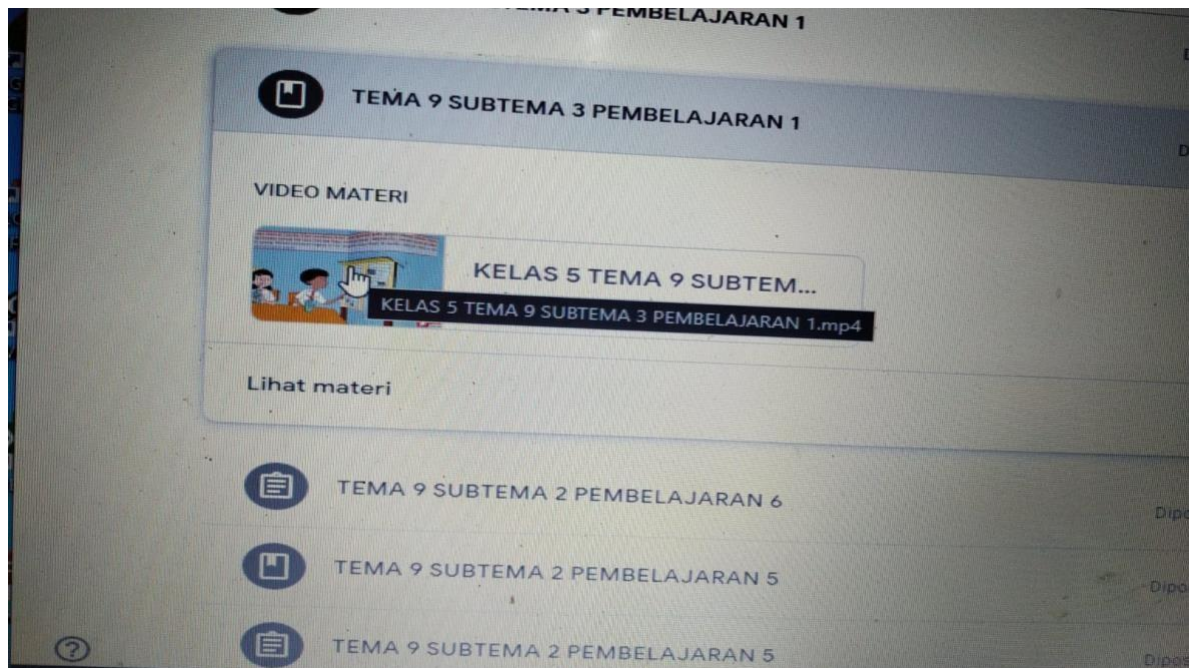 PEMBELAJARAN 1
TEMA 9 SUBTEMA 3 PEMBELAJARAN 1
VIDEO MATERI
KELAS 5 TEMA 9 SUBTEM...
KELAS 5 TEMA 9 SUBTEMA 3 PEMBELAJARAN 1.mp4
Lihat materi
TEMA 9 SUBTEMA 2 PEMBELAJARAN 6
TEMA 9 SUBTEMA 2 PEMBELAJARAN 5
TEMA 9 SUBTEMA 2 PEMBELAJARAN 5